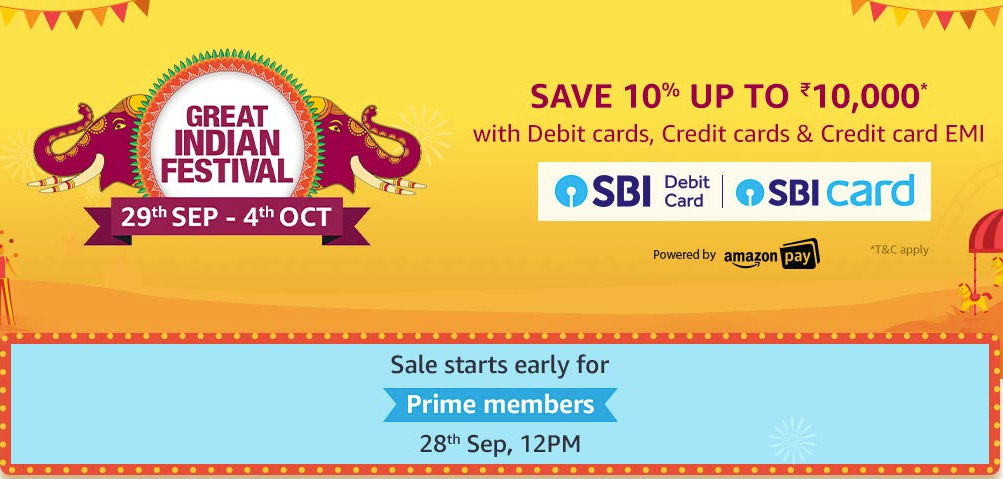 GREAT
INDIAN
FESTIVAL
29th SEP - 4th OCT
SAVE 10% UP TO ₹10,000*
with Debit cards, Credit cards & Credit card EMI
SBI Debit Card | SBI card
Powered by amazon pay
*T&C apply
Sale starts early for
Prime members
28th Sep, 12PM